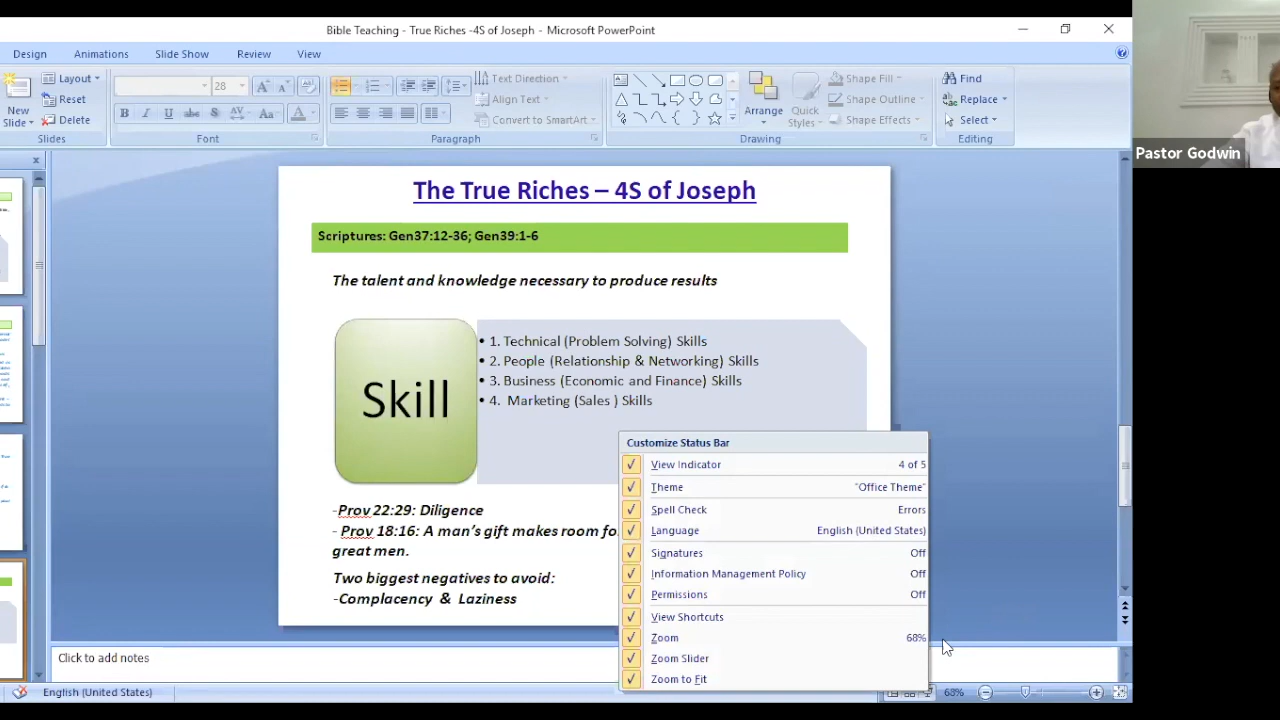 Bible Teaching - True Riches -4S of Joseph - Microsoft PowerPoint
Design Animations Slide Show Review View
Layout
Reset
Delete
New
Slide
Slides
28
B I U abc S AV Aa A
Font
Paragraph
Text Direction
Align Text
Convert to SmartArt
Arrange
Quick
Styles
Shape Fill
Shape Outline
Shape Effects
Drawing
Find
Replace
Select
Editing
Pastor Godwin
The True Riches – 4S of Joseph
Scriptures: Gen37:12-36; Gen39:1-6
The talent and knowledge necessary to produce results
Skill
• 1. Technical (Problem Solving) Skills
• 2. People (Relationship & Networking) Skills
• 3. Business (Economic and Finance) Skills
• 4. Marketing (Sales ) Skills
-Prov 22:29: Diligence
- Prov 18:16: A man's gift makes room
great men.
Two biggest negatives to avoid:
-Complacency & Laziness
Customize Status Bar
View Indicator 4 of 5
Theme "Office Theme"
Spell Check Errors
Language English (United States)
Signatures Off
Information Management Policy Off
Permissions Off
View Shortcuts
Zoom 68%
Zoom Slider
Zoom to Fit
Click to add notes
English (United States)
68%